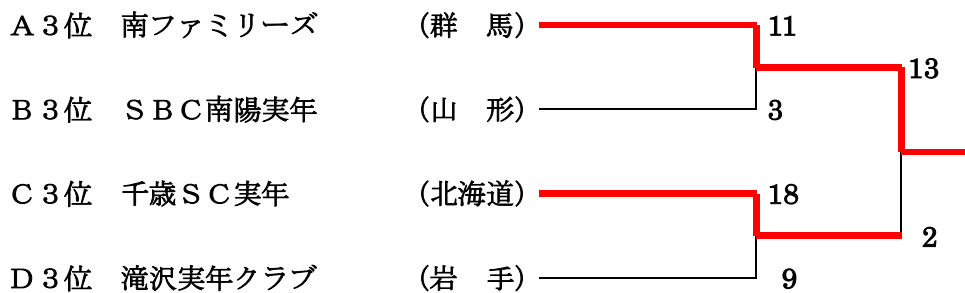 Ａ３位　南ファミリーズ　（群　馬）　11
13
Ｂ３位　ＳＢＣ南陽実年　（山　形）　3
Ｃ３位　千歳ＳＣ実年　（北海道）　18
2
Ｄ３位　滝沢実年クラブ　（岩　手）　9